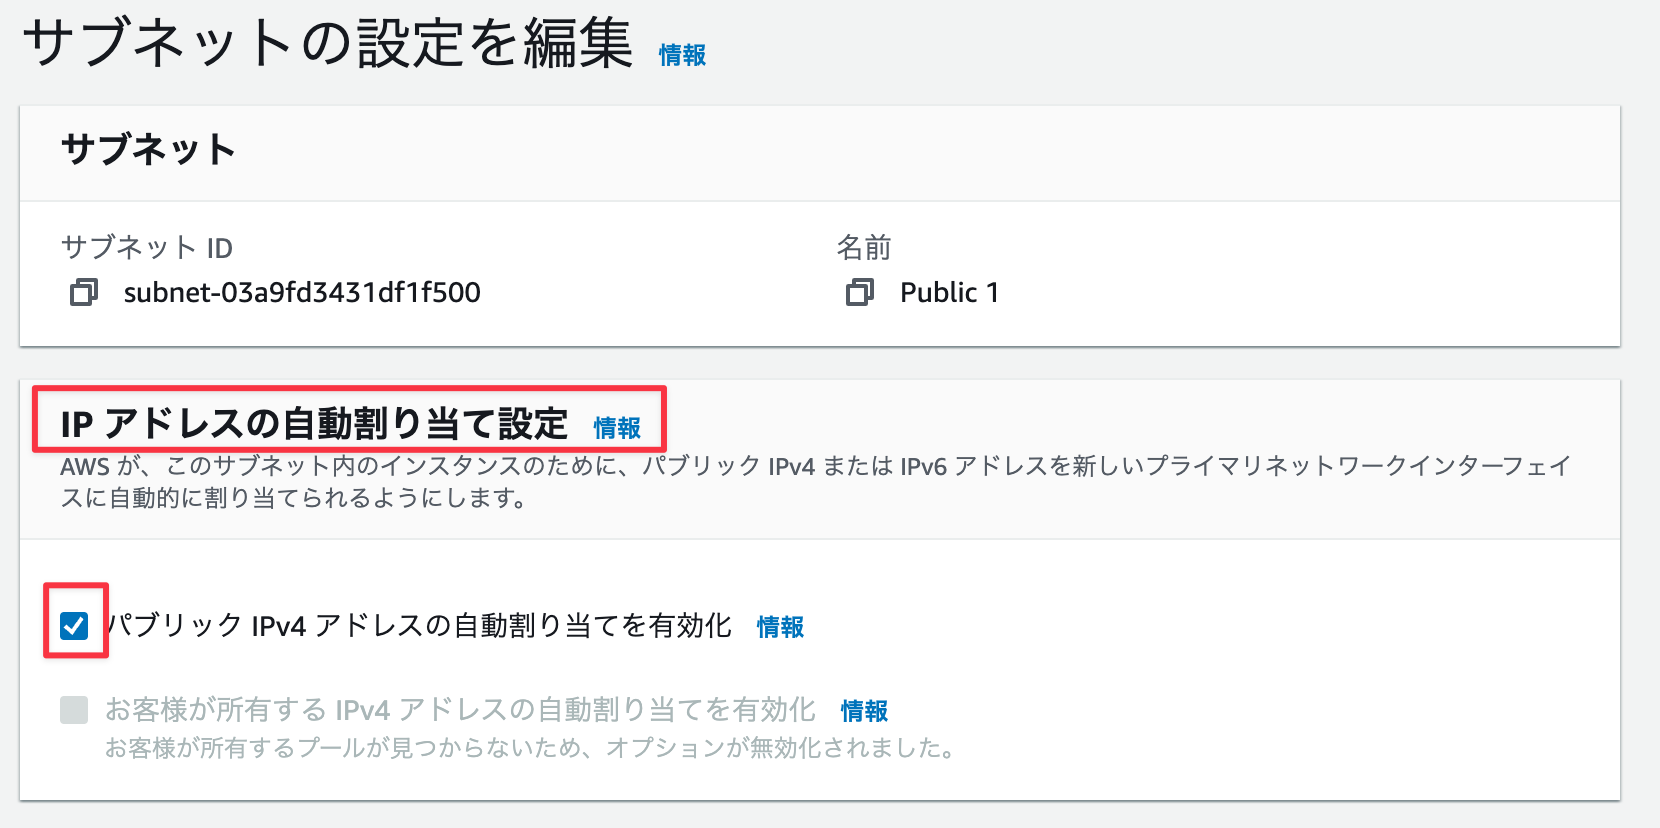 サブネットの設定を編集 情報
サブネット
サブネット ID
名前
subnet-03a9fd3431df1f500
Public 1
IP アドレスの自動割り当て設定 情報
AWS が、このサブネット内のインスタンスのために、パブリック IPv4 または IPv6 アドレスを新しいプライマリネットワークインターフェイ
スに自動的に割り当てられるようにします。
パブリック IPv4 アドレスの自動割り当てを有効化 情報
お客様が所有する IPv4 アドレスの自動割り当てを有効化 情報
お客様が所有するプールが見つからないため、オプションが無効化されました。